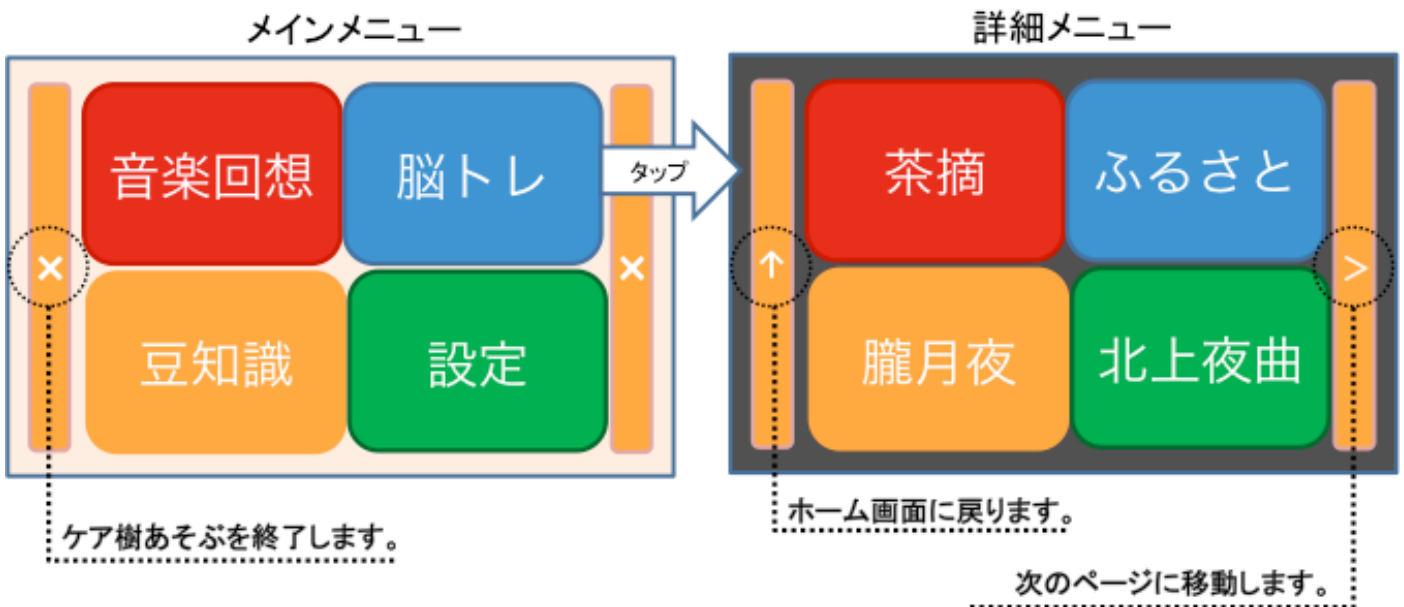 メインメニュー
詳細メニュー
音楽回想
脳トレ
タップ
茶摘
ふるさと
×
×
↑
>
豆知識
設定
朧月夜
北上夜曲
ホーム画面に戻ります。
ケア樹あそぶを終了します。
次のページに移動します。